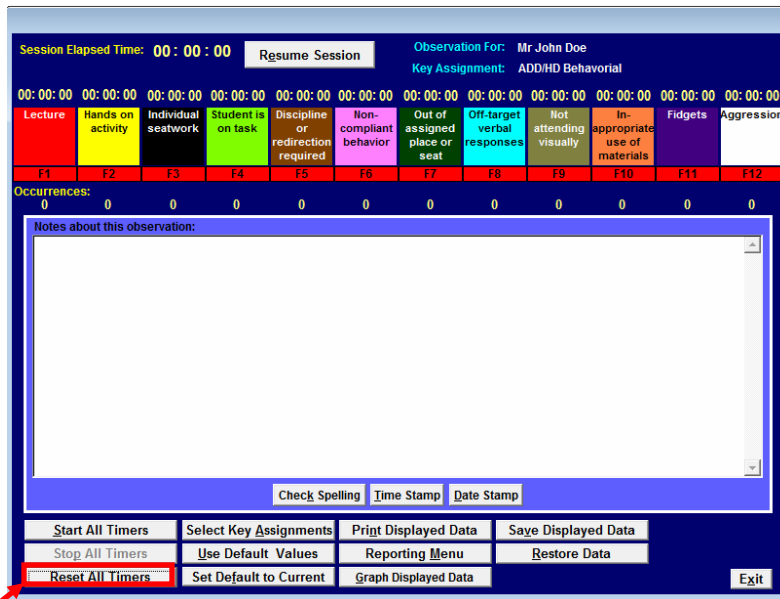 Session Elapsed Time: 00: 00 : 00 Resume Session Observation For: Mr John Doe
Key Assignment: ADD/HD Behavorial
00: 00: 00 00: 00: 00 00: 00: 00 00: 00: 00 00: 00: 00 00: 00: 00 00: 00: 00 00: 00: 00 00: 00: 00 00: 00: 00 00: 00: 00 00: 00: 00
Lecture
Hands on
activity
Individual
seatwork
Student is
on task
Discipline
or
redirection
required
Non-
compliant
behavior
Out of
assigned
place or
seat
Off-target
verbal
responses
Not
attending
visually
In-
appropriate
use of
materials
Fidgets
Aggression
F1 F2 F3 F4 F5 F6 F7 F8 F9 F10 F11 F12
Occurrences:
0 0 0 0 0 0 0 0 0 0 0 0
Notes about this observation:
Check Spelling Time Stamp Date Stamp
Start All Timers Select Key Assignments Print Displayed Data Save Displayed Data
Stop All Timers Use Default Values Reporting Menu Restore Data
Reset All Timers Set Default to Current Graph Displayed Data Exit